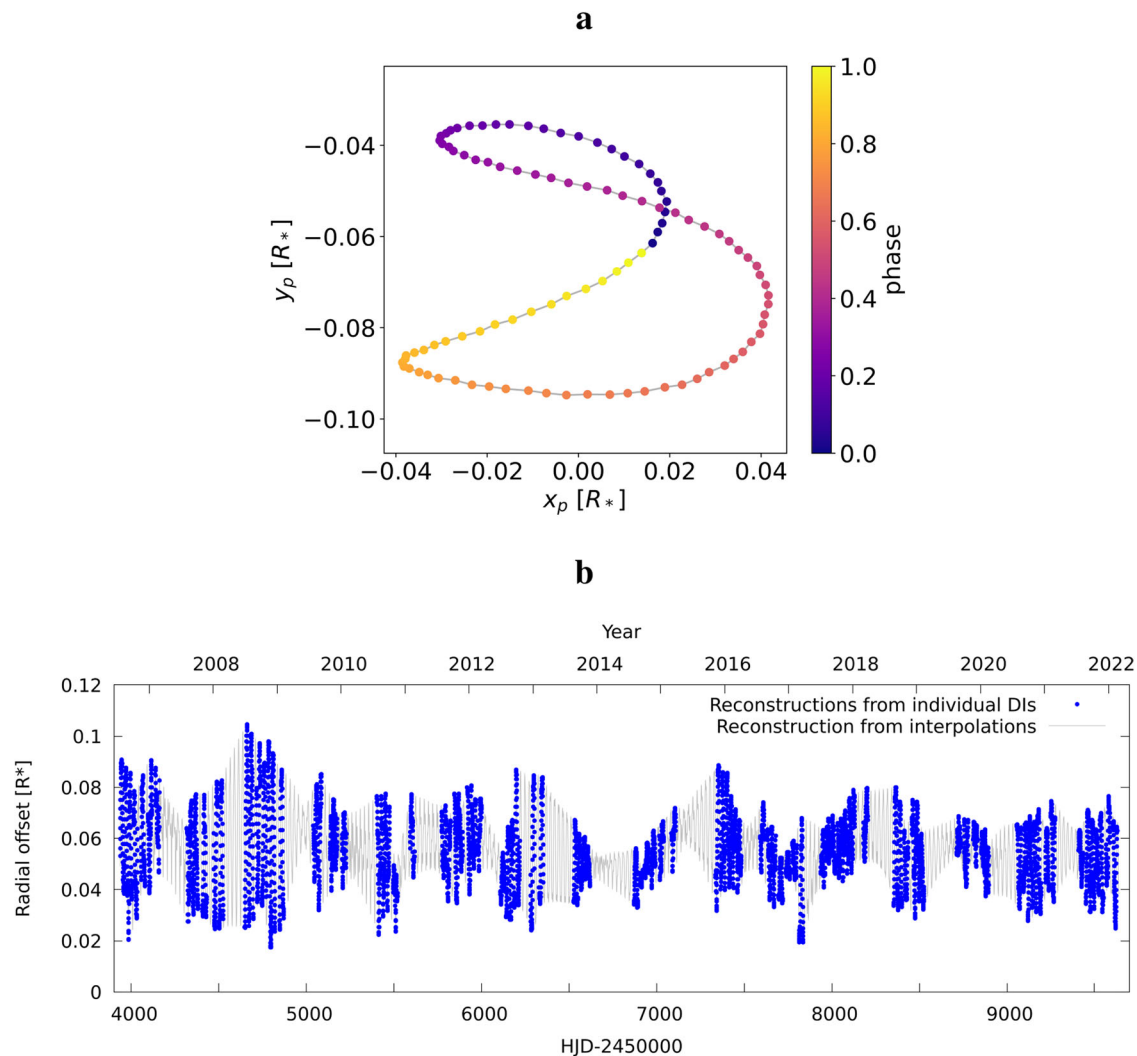 a
−0.04
−0.06
−0.08
−0.10
y_p [R_*]
−0.04 −0.02 0.00 0.02 0.04
x_p [R_*]
1.0
0.8
0.6
0.4
0.2
0.0
phase
b
Year
2008 2010 2012 2014 2016 2018 2020 2022
0.12
0.1
0.08
0.06
0.04
0.02
0
Radial offset [R*]
Reconstructions from individual DIs
Reconstruction from interpolations
4000 5000 6000 7000 8000 9000
HJD-2450000